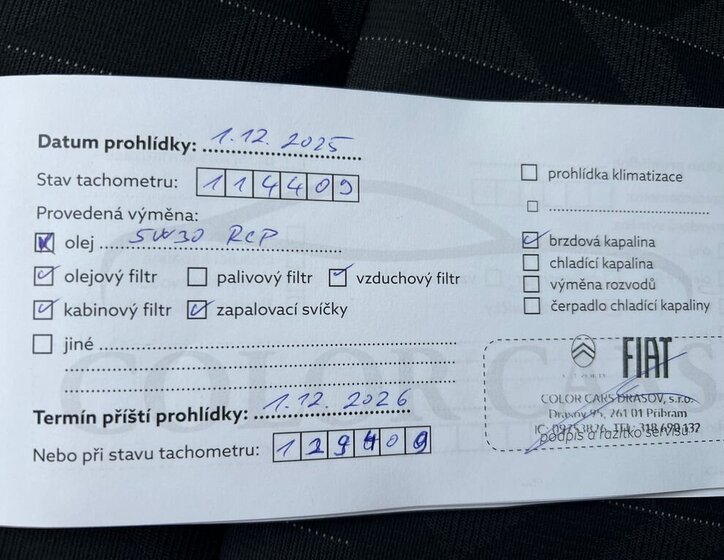 Datum prohlídky: 1.12. 2025
Stav tachometru: 114409
Provedená výměna:
olej 5W30 RCP
olejový filtr palivový filtr vzduchový filtr
kabinový filtr zapalovací svíčky
jiné
Termín příští prohlídky: 1.12. 2026
Nebo při stavu tachometru: 129409
prohlídka klimatizace
brzdová kapalina
chladící kapalina
výměna rozvodů
čerpadlo chladící kapaliny
FIAT
COLOR CARS DRASOV, s.r.o.
Drasov 95, 261 01 Příbram
podpis a razítko servisu
COLOR CARS